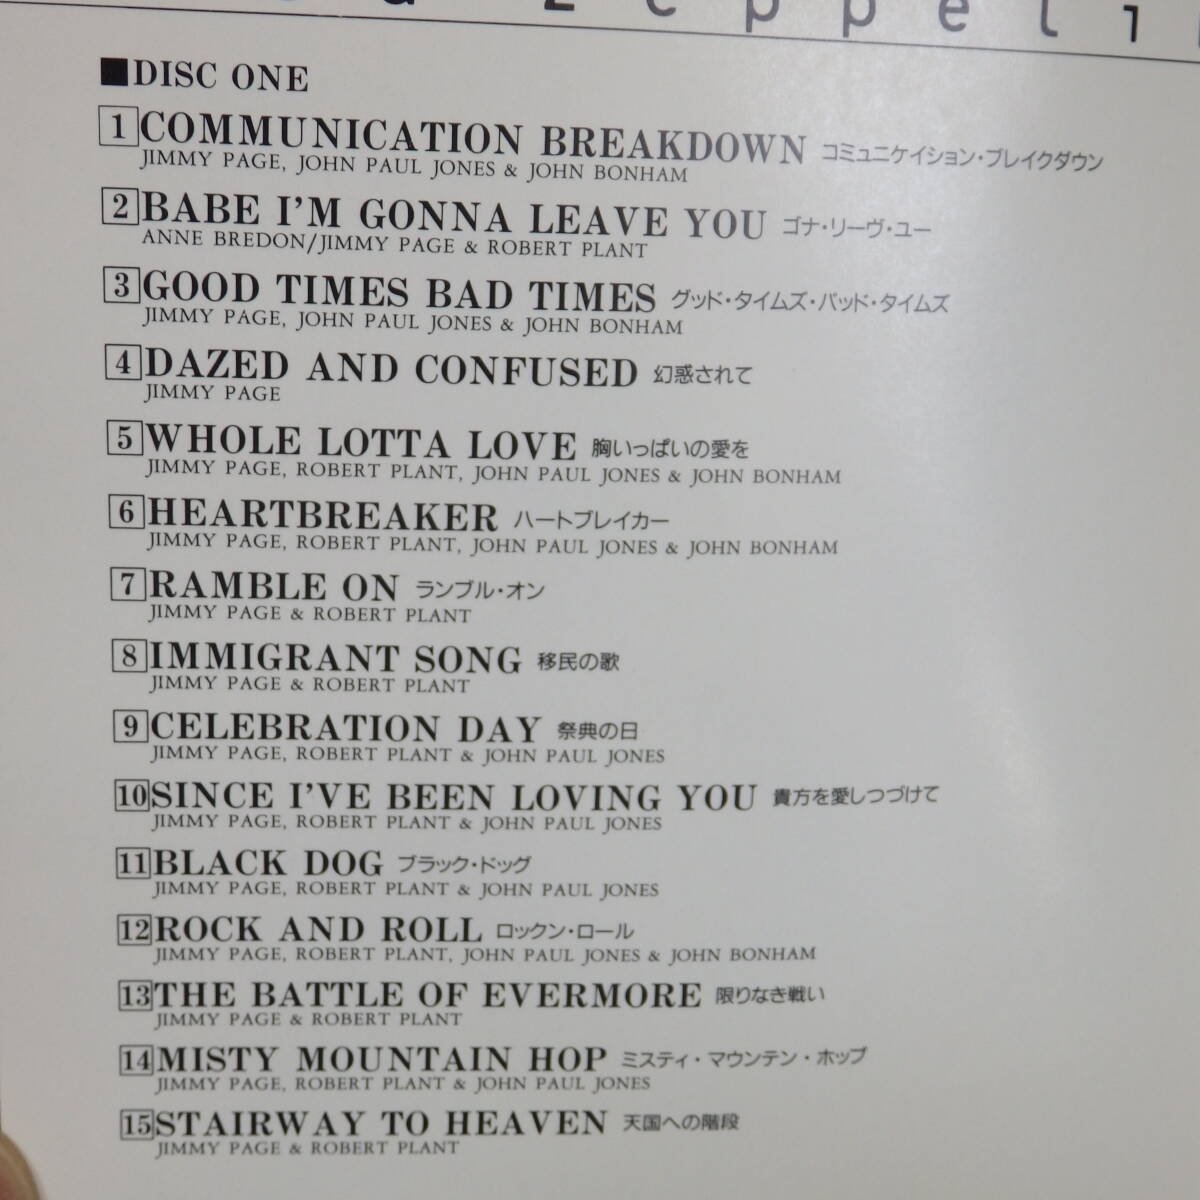 ■DISC ONE
1 COMMUNICATION BREAKDOWN コミュニケイション・ブレイクダウン
JIMMY PAGE, JOHN PAUL JONES & JOHN BONHAM
2 BABE I'M GONNA LEAVE YOU ゴナ・リーヴ・ユー
ANNE BREDON/JIMMY PAGE & ROBERT PLANT
3 GOOD TIMES BAD TIMES グッド・タイムズ・バッド・タイムズ
JIMMY PAGE, JOHN PAUL JONES & JOHN BONHAM
4 DAZED AND CONFUSED 幻惑されて
JIMMY PAGE
5 WHOLE LOTTA LOVE 胸いっぱいの愛を
JIMMY PAGE, ROBERT PLANT, JOHN PAUL JONES & JOHN BONHAM
6 HEARTBREAKER ハートブレイカー
JIMMY PAGE, ROBERT PLANT, JOHN PAUL JONES & JOHN BONHAM
7 RAMBLE ON ランブル・オン
JIMMY PAGE & ROBERT PLANT
8 IMMIGRANT SONG 移民の歌
JIMMY PAGE & ROBERT PLANT
9 CELEBRATION DAY 祭典の日
JIMMY PAGE, ROBERT PLANT & JOHN PAUL JONES
10 SINCE I'VE BEEN LOVING YOU 貴方を愛しつづけて
JIMMY PAGE, ROBERT PLANT & JOHN PAUL JONES
11 BLACK DOG ブラック・ドッグ
JIMMY PAGE, ROBERT PLANT & JOHN PAUL JONES
12 ROCK AND ROLL ロックン・ロール
JIMMY PAGE, ROBERT PLANT, JOHN PAUL JONES & JOHN BONHAM
13 THE BATTLE OF EVERMORE 限りなき戦い
JIMMY PAGE & ROBERT PLANT
14 MISTY MOUNTAIN HOP ミスティ・マウンテン・ホップ
JIMMY PAGE, ROBERT PLANT & JOHN PAUL JONES
15 STAIRWAY TO HEAVEN 天国への階段
JIMMY PAGE & ROBERT PLANT